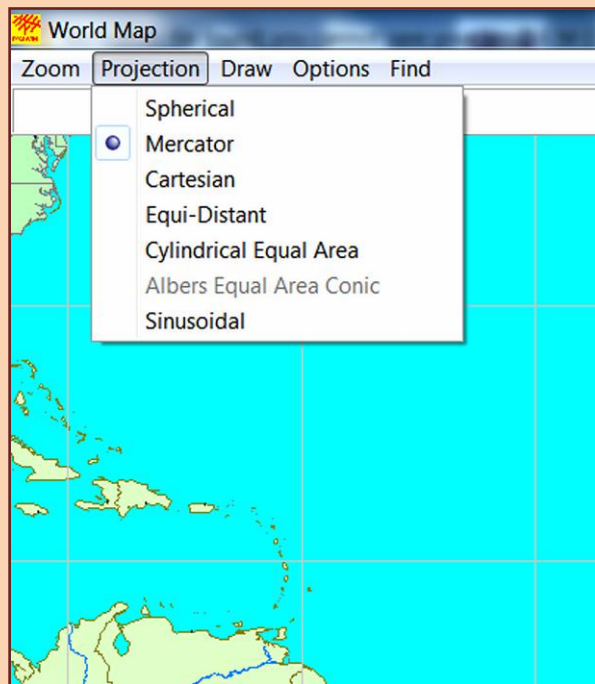 World Map
Zoom Projection Draw Options Find
Spherical
Mercator
Cartesian
Equi-Distant
Cylindrical Equal Area
Albers Equal Area Conic
Sinusoidal